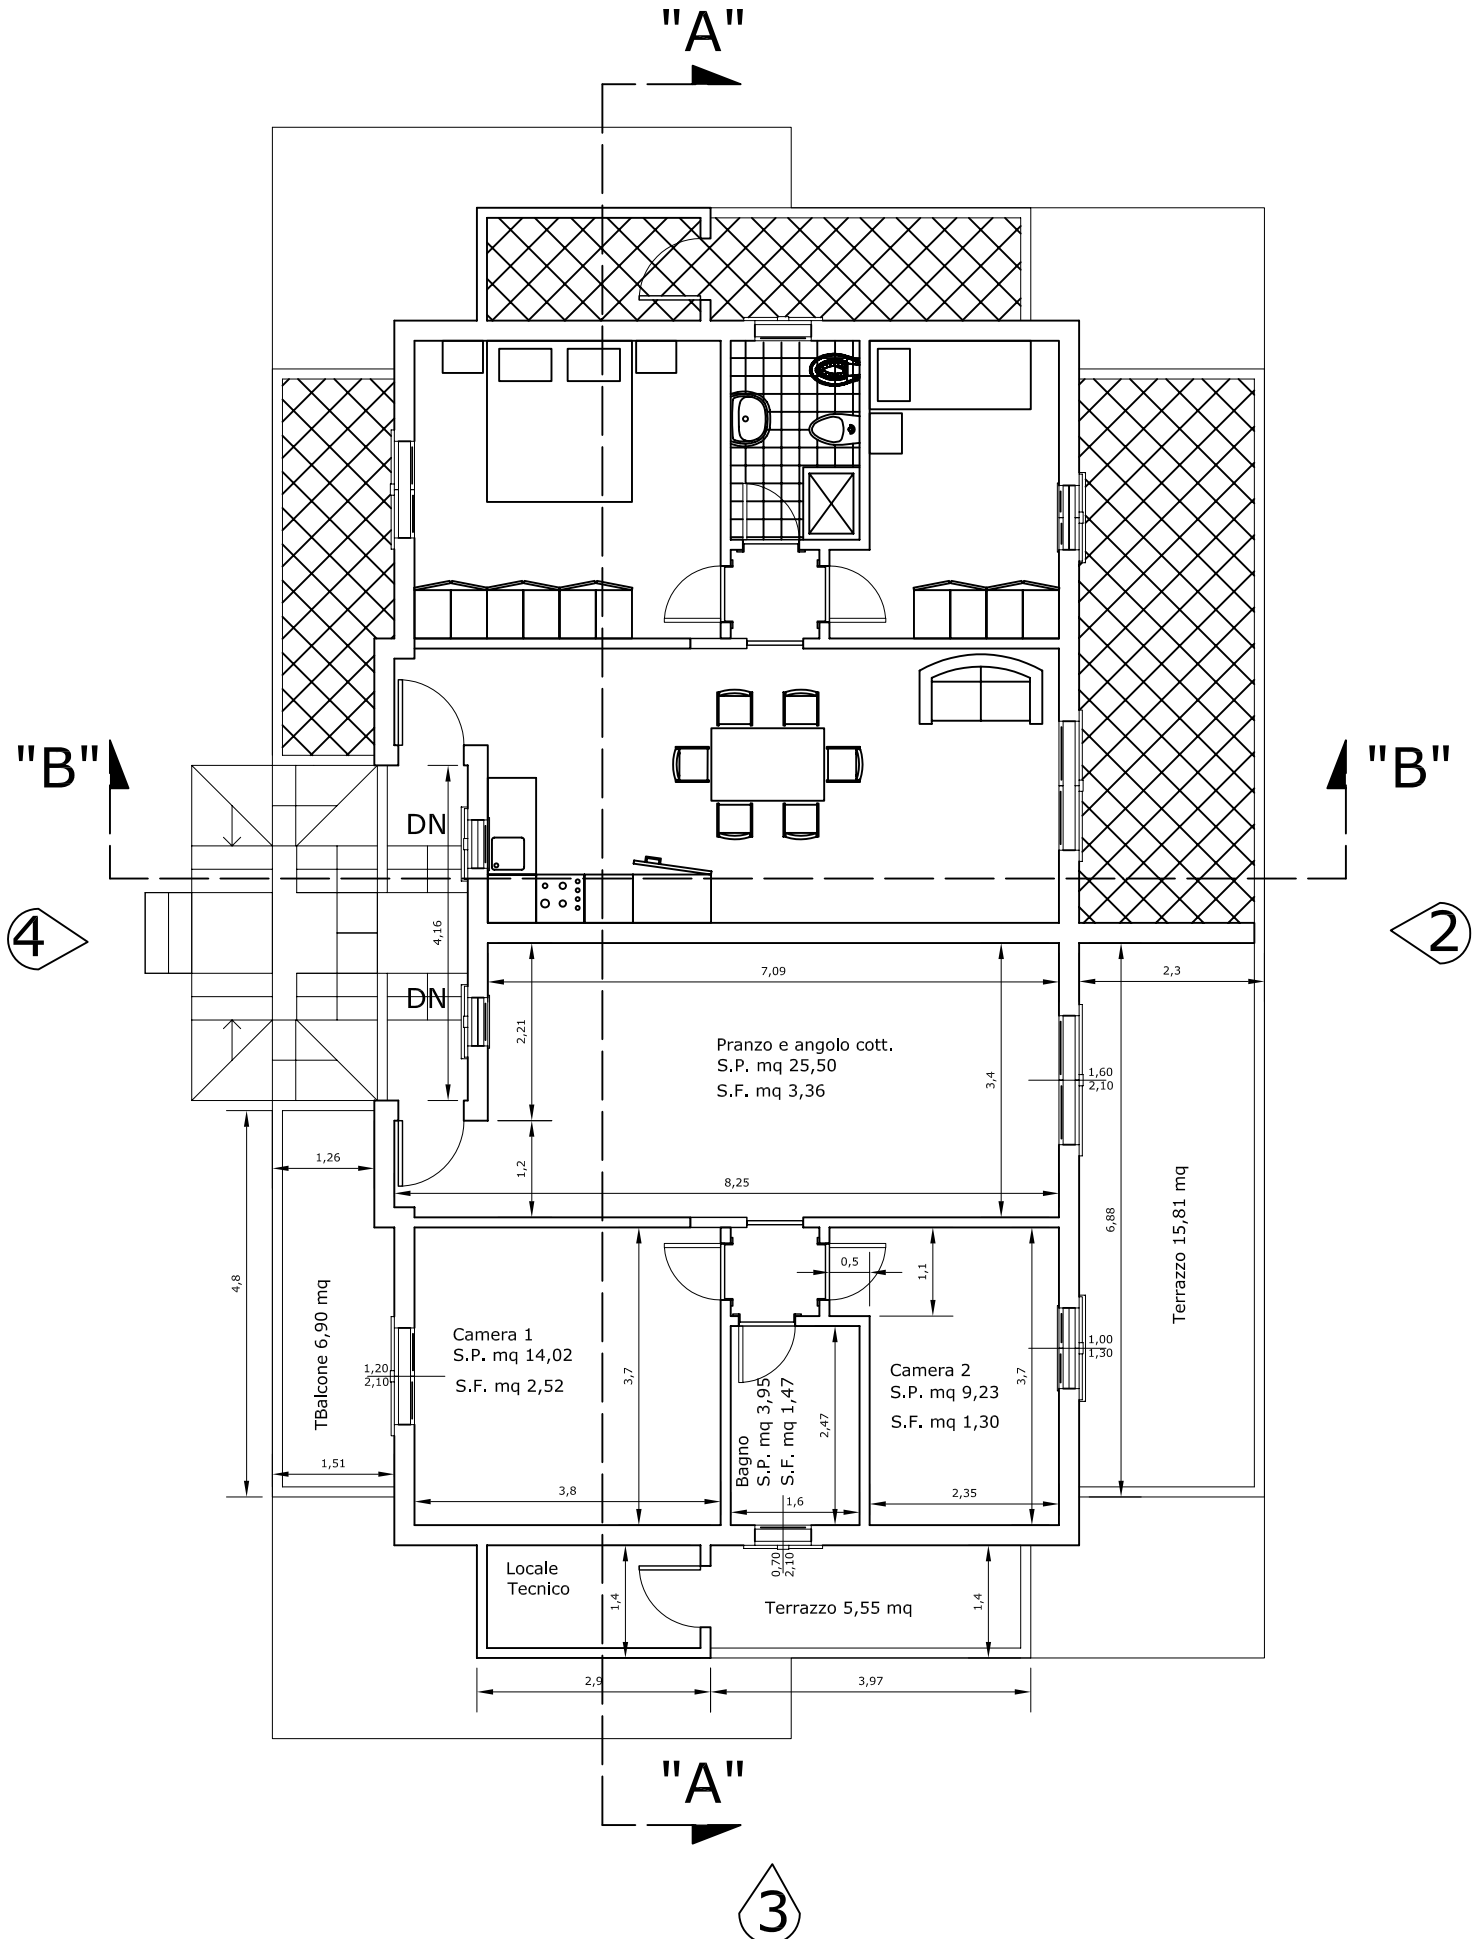 "A"
"B"
"B"
DN
4
2
4,16
DN
7,09
2,3
2,21
Pranzo e angolo cott.
S.P. mq 25,50
S.F. mq 3,36
3,4
1,60
2,10
1,26
1,2
8,25
Terrazzo 15,81 mq
6,88
4,8
TBalcone 6,90 mq
0,5
1,1
Camera 1
S.P. mq 14,02
S.F. mq 2,52
1,20
2,10
3,7
Bagno
S.P. mq 3,95
S.F. mq 1,47
2,47
Camera 2
S.P. mq 9,23
S.F. mq 1,30
3,7
1,00
1,30
1,51
3,8
1,6
2,35
Locale
Tecnico
1,4
0,70
2,10
Terrazzo 5,55 mq
1,4
2,9
3,97
"A"
3